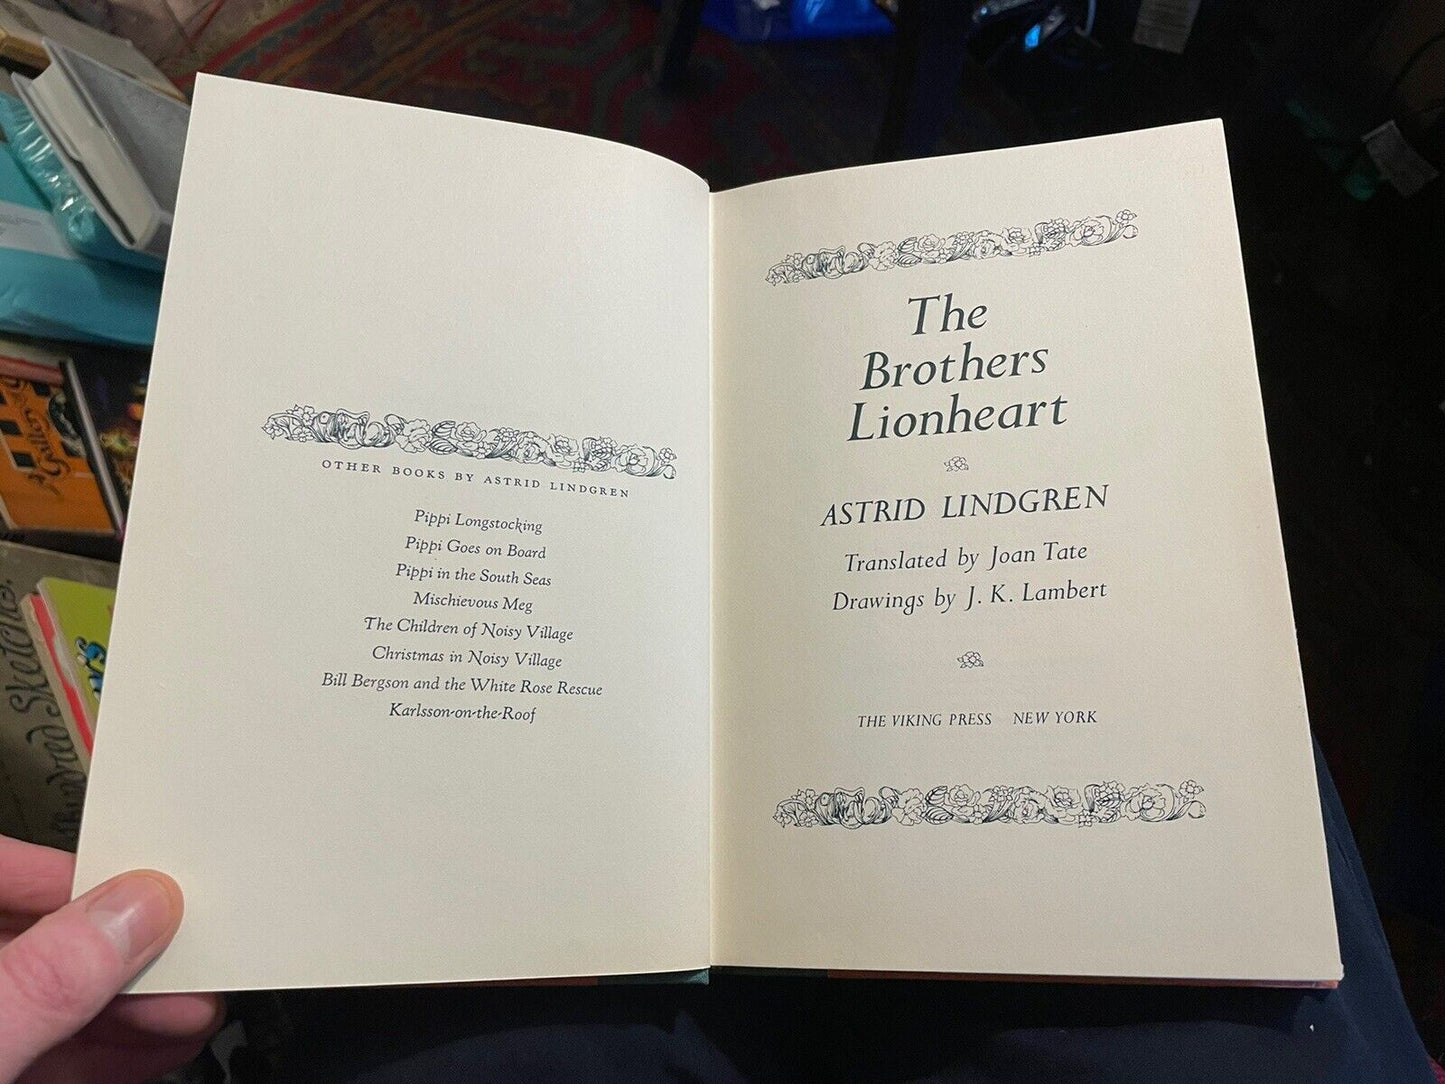 OTHER BOOKS BY ASTRID LINDGREN
Pippi Longstocking
Pippi Goes on Board
Pippi in the South Seas
Mischievous Meg
The Children of Noisy Village
Christmas in Noisy Village
Bill Bergson and the White Rose Rescue
Karlsson-on-the-Roof
The
Brothers
Lionheart
ASTRID LINDGREN
Translated by Joan Tate
Drawings by J. K. Lambert
THE VIKING PRESS NEW YORK
Gallery
Sketches,